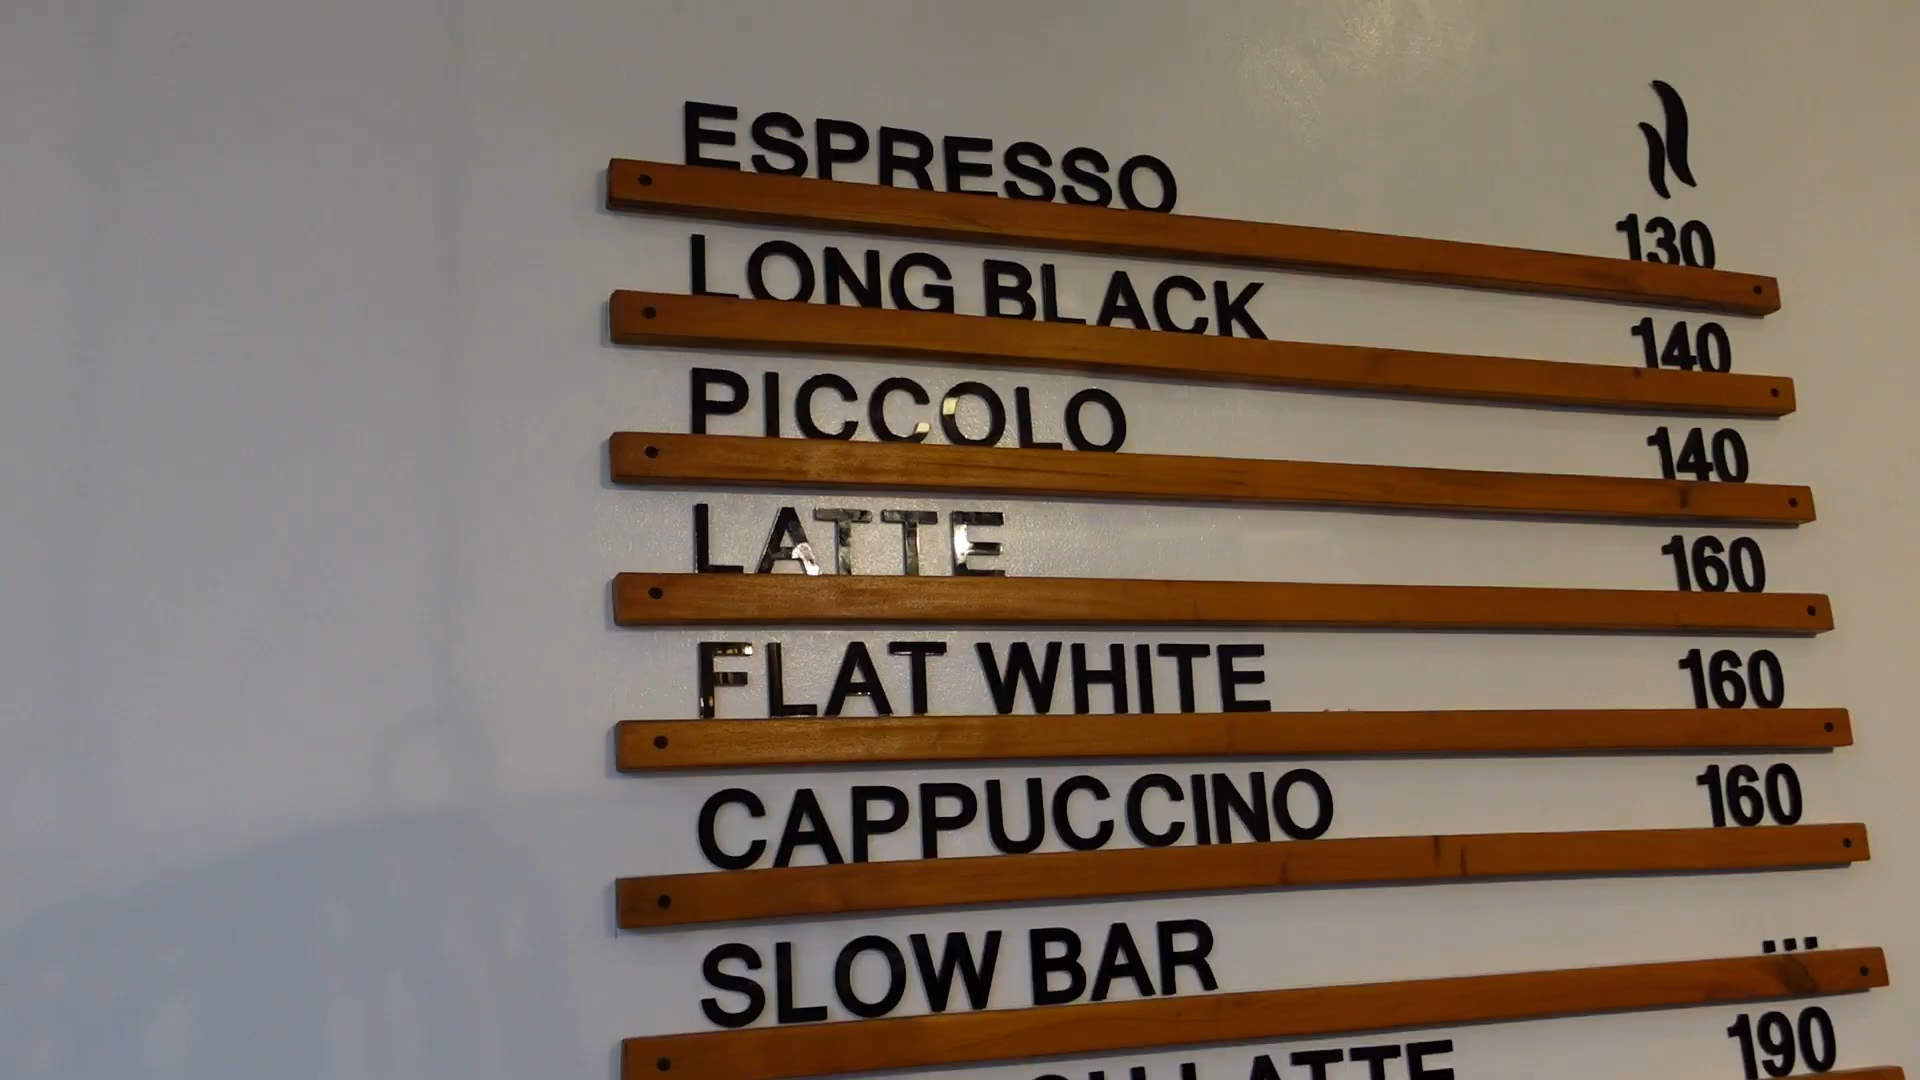 ESPRESSO 130
LONG BLACK 140
PICCOLO 140
LATTE 160
FLAT WHITE 160
CAPPUCCINO 160
SLOW BAR ...
LATTE 190